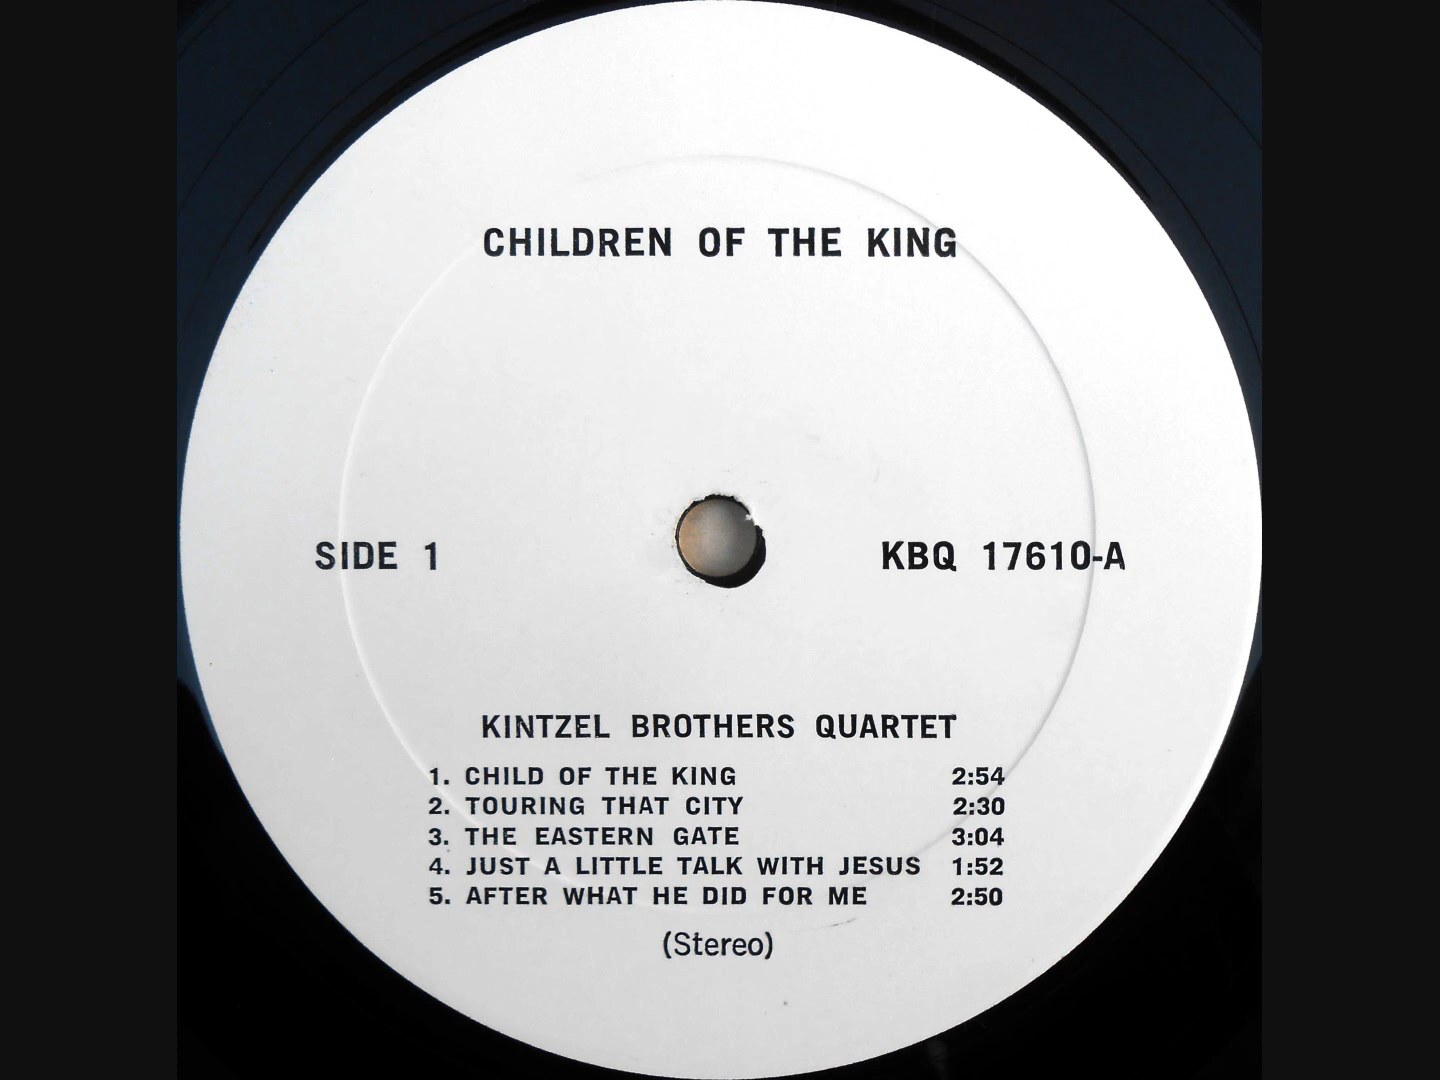 CHILDREN OF THE KING
SIDE 1
KBQ 17610-A
KINTZEL BROTHERS QUARTET
1. CHILD OF THE KING 2:54
2. TOURING THAT CITY 2:30
3. THE EASTERN GATE 3:04
4. JUST A LITTLE TALK WITH JESUS 1:52
5. AFTER WHAT HE DID FOR ME 2:50
(Stereo)